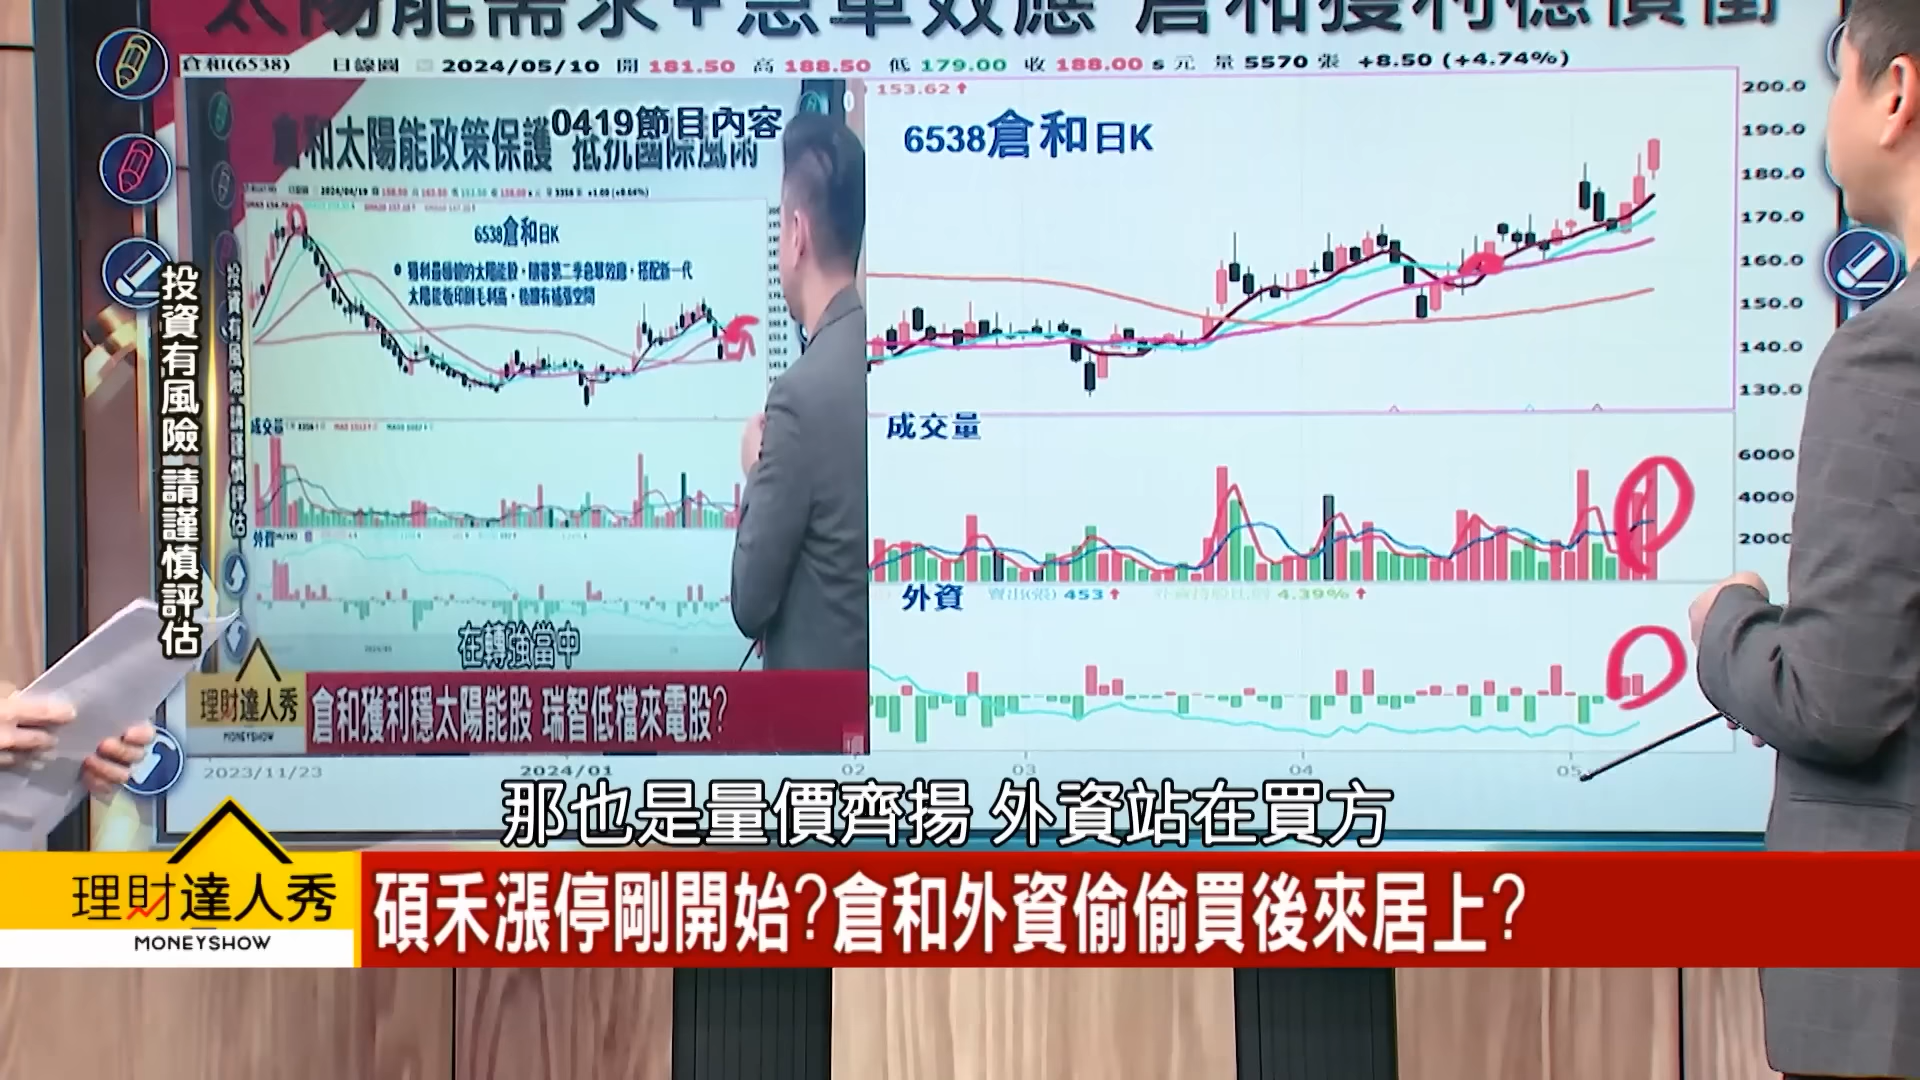 太陽能需求+急單效應 倉和獲利穩價衝
倉和(6538) 日線圖 2024/05/10 開 181.50 高 188.50 低 179.00 收 188.00 s 元 量 5570 張 +8.50 (+4.74%)
153.62
0419節目內容
倉和太陽能政策保護
6538倉和日K
成交量
外資
在轉強當中
理財達人秀
MONEYSHOW
倉和獲利穩太陽能股 瑞智低檔來電股?
6538倉和日K
200.0
190.0
180.0
170.0
160.0
150.0
140.0
130.0
成交量
6000
4000
2000
外資 賣出(張) 453 4.39%
2023/11/23
2024/01
02
03
04
05
投資有風險 請謹慎評估
那也是量價齊揚 外資站在買方
理財達人秀
MONEYSHOW
碩禾漲停剛開始?倉和外資偷偷買後來居上?